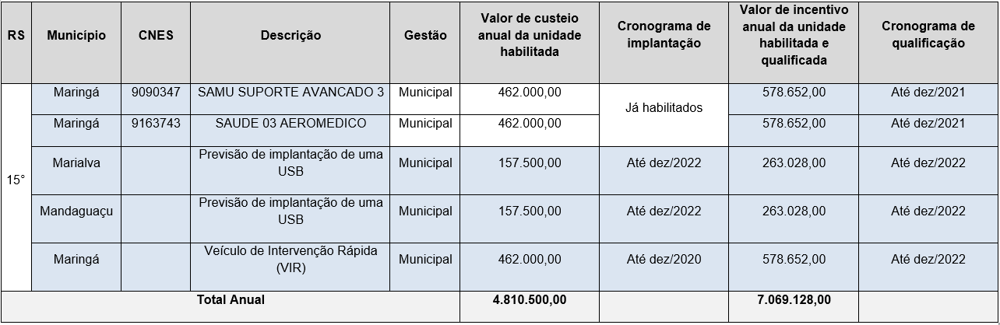 RS Município CNES Descrição Gestão Valor de custeio anual da unidade habilitada Cronograma de implantação Valor de incentivo anual da unidade habilitada e qualificada Cronograma de qualificação
15°
Maringá 9090347 SAMU SUPORTE AVANCADO 3 Municipal 462.000,00 Já habilitados 578.652,00 Até dez/2021
Maringá 9163743 SAUDE 03 AEROMEDICO Municipal 462.000,00 578.652,00 Até dez/2021
Marialva Previsão de implantação de uma USB Municipal 157.500,00 Até dez/2022 263.028,00 Até dez/2022
Mandaguaçu Previsão de implantação de uma USB Municipal 157.500,00 Até dez/2022 263.028,00 Até dez/2022
Maringá Veículo de Intervenção Rápida (VIR) Municipal 462.000,00 Até dez/2020 578.652,00 Até dez/2022
Total Anual 4.810.500,00 7.069.128,00